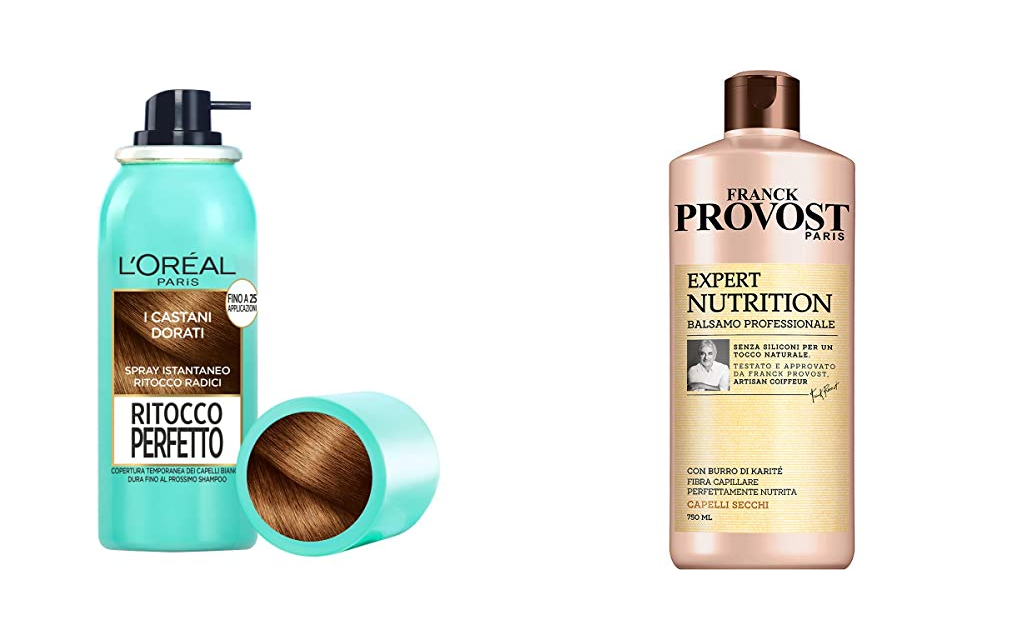 L'ORÉAL
PARIS
FINO A 25
APPLICAZIONI
I CASTANI
DORATI
SPRAY ISTANTANEO
RITOCCO RADICI
RITOCCO
PERFETTO
COPERTURA TEMPORANEA DEI CAPELLI BIANCHI
DURA FINO AL PROSSIMO SHAMPOO
FRANCK
PROVOST
PARIS
EXPERT
NUTRITION
BALSAMO PROFESSIONALE
SENZA SILICONI PER UN
TOCCO NATURALE.
TESTATO E APPROVATO
DA FRANCK PROVOST,
ARTISAN COIFFEUR
CON BURRO DI KARITÉ
FIBRA CAPILLARE
PERFETTAMENTE NUTRITA
CAPELLI SECCHI
750 ML